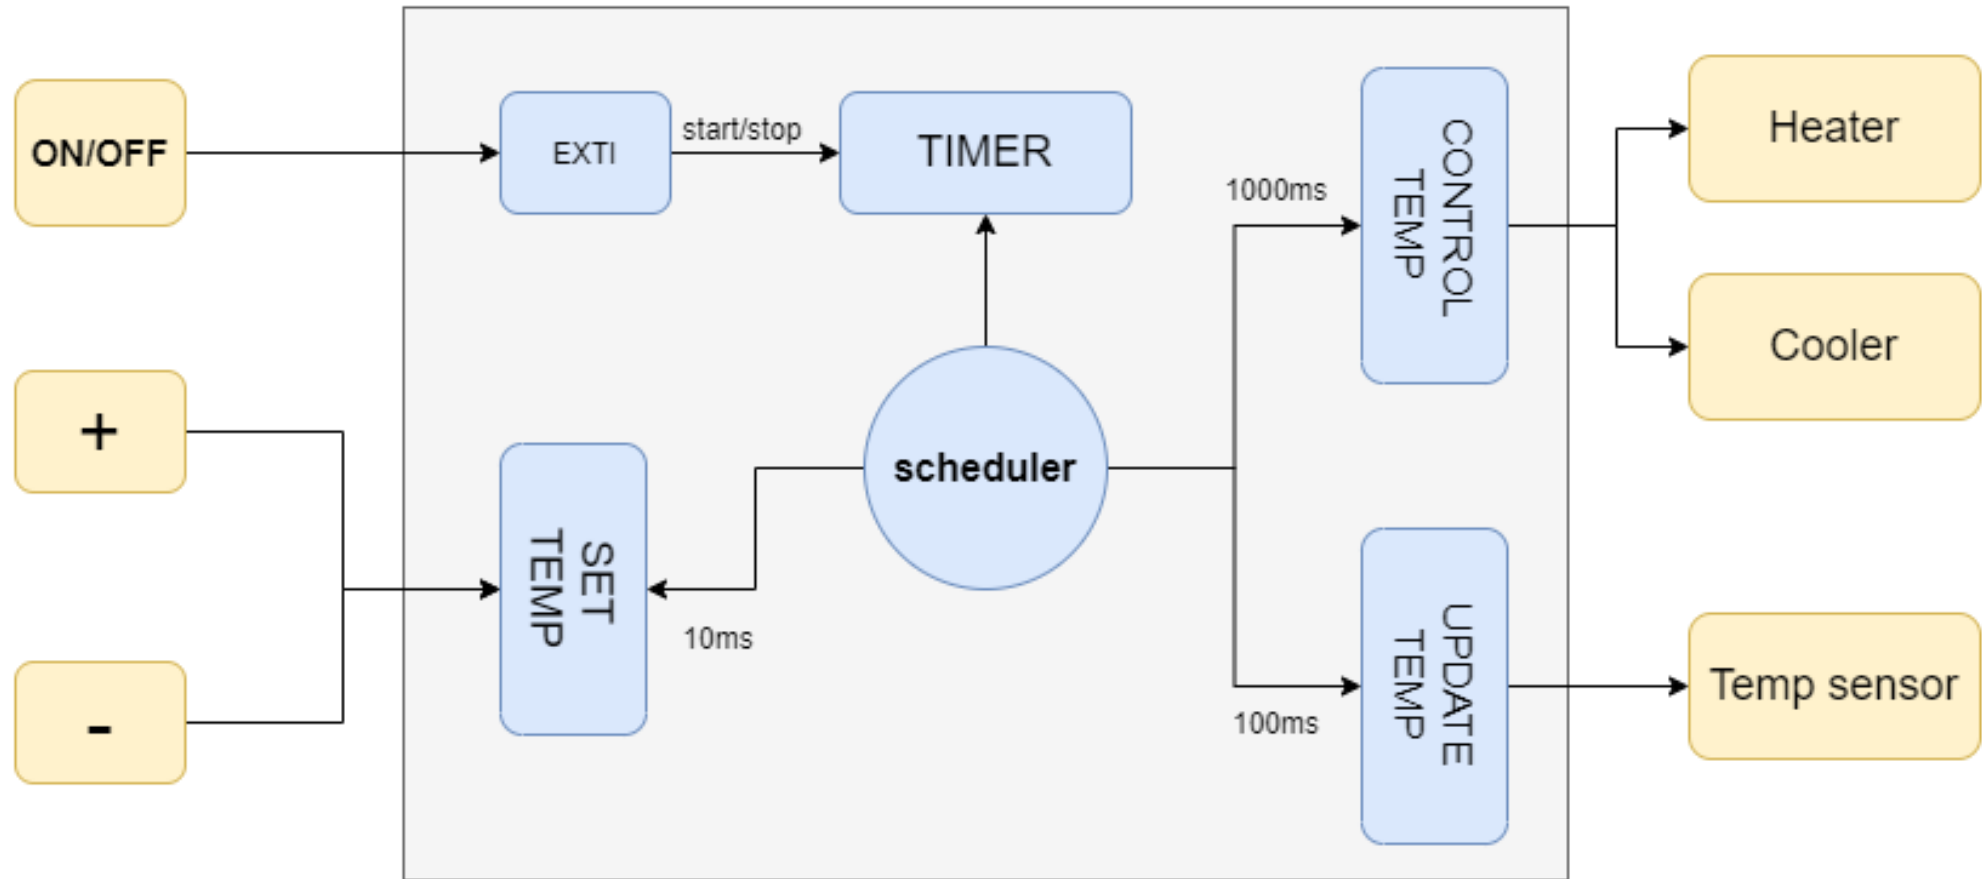 ON/OFF
EXTI
start/stop
TIMER
1000ms
CONTROL
TEMP
Heater
Cooler
+
-
SET
TEMP
10ms
scheduler
100ms
UPDATE
TEMP
Temp sensor